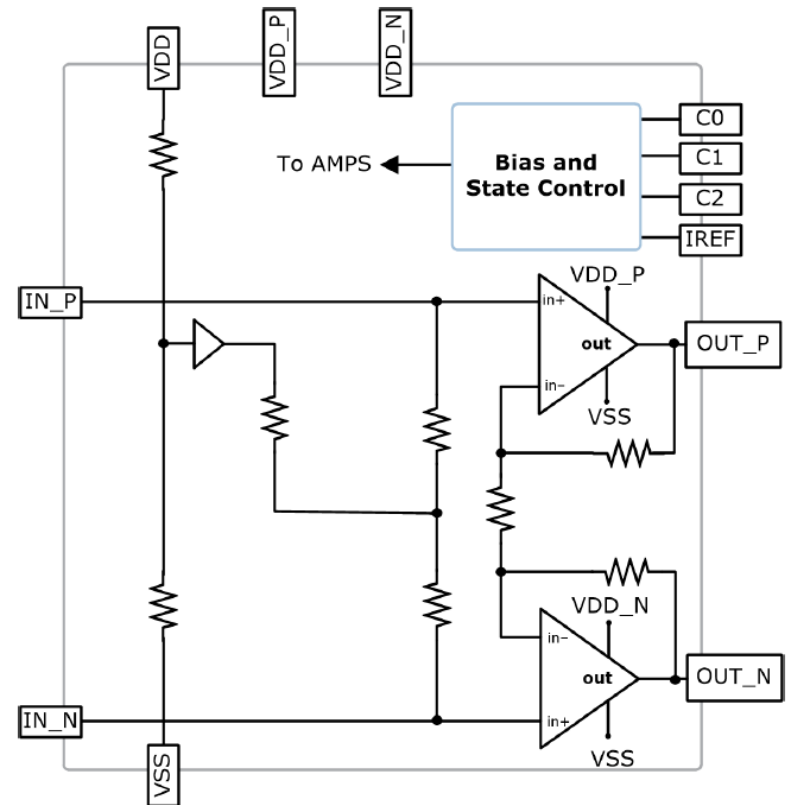 VDD
VDD_P
VDD_N
C0
To AMPS
Bias and
State Control
C1
C2
IREF
VDD_P
IN_P
in+
out
OUT_P
in−
VSS
VDD_N
in−
out
OUT_N
IN_N
in+
VSS
VSS